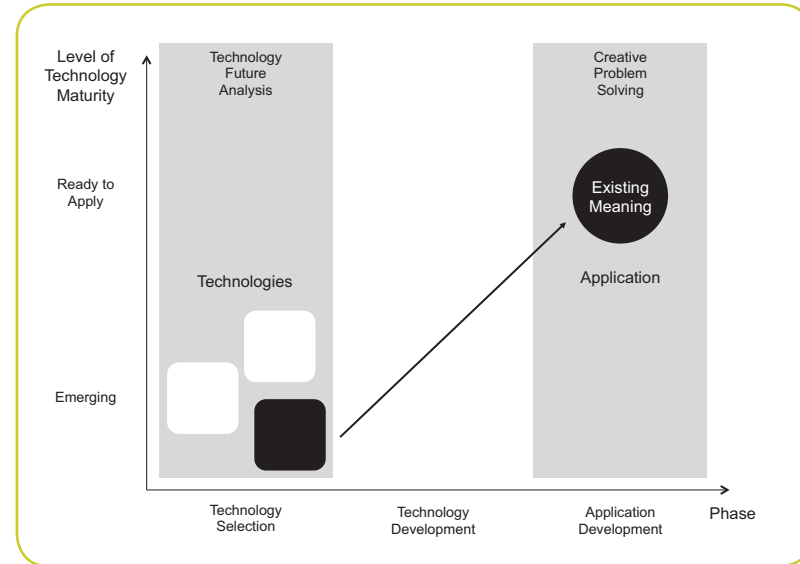 Level of
Technology
Maturity
Technology
Future
Analysis
Creative
Problem
Solving
Ready to
Apply
Existing
Meaning
Technologies
Application
Emerging
Technology
Selection
Technology
Development
Application
Development
Phase